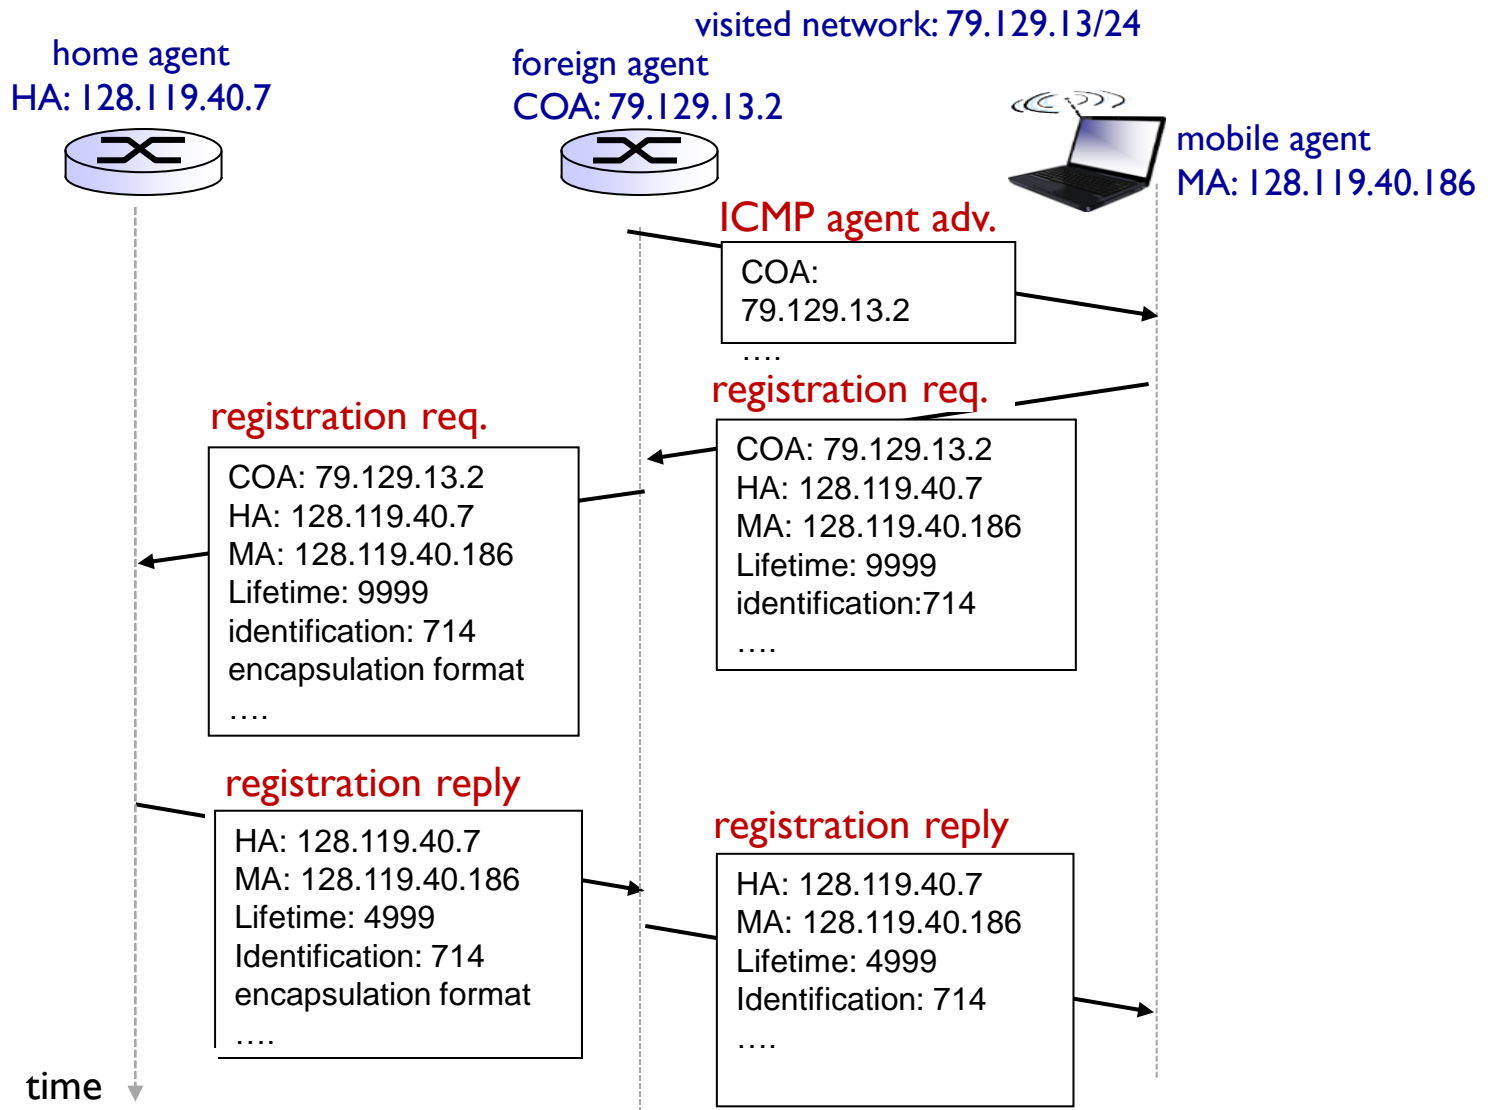 visited network: 79.129.13/24
home agent
HA: 128.119.40.7
foreign agent
COA: 79.129.13.2
mobile agent
MA: 128.119.40.186
ICMP agent adv.
COA:
79.129.13.2
….
registration req.
COA: 79.129.13.2
HA: 128.119.40.7
MA: 128.119.40.186
Lifetime: 9999
identification:714
….
registration req.
COA: 79.129.13.2
HA: 128.119.40.7
MA: 128.119.40.186
Lifetime: 9999
identification: 714
encapsulation format
….
registration reply
HA: 128.119.40.7
MA: 128.119.40.186
Lifetime: 4999
Identification: 714
encapsulation format
….
registration reply
HA: 128.119.40.7
MA: 128.119.40.186
Lifetime: 4999
Identification: 714
….
time